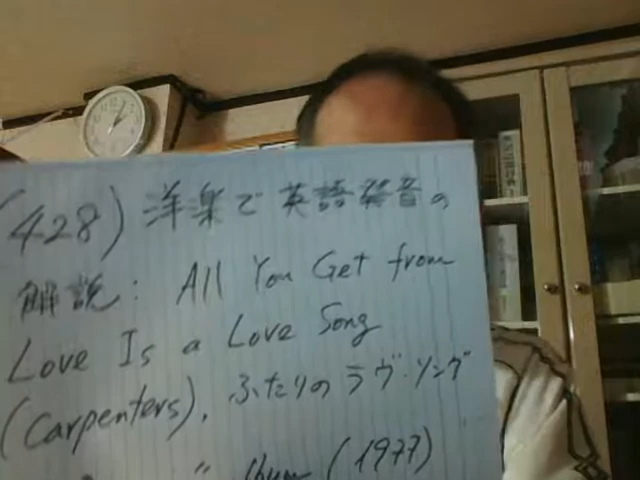 (428) 洋楽で英語発音の
解説: All You Get from
Love Is a Love Song
(Carpenters), ふたりのラヴ・ソング
(1977)